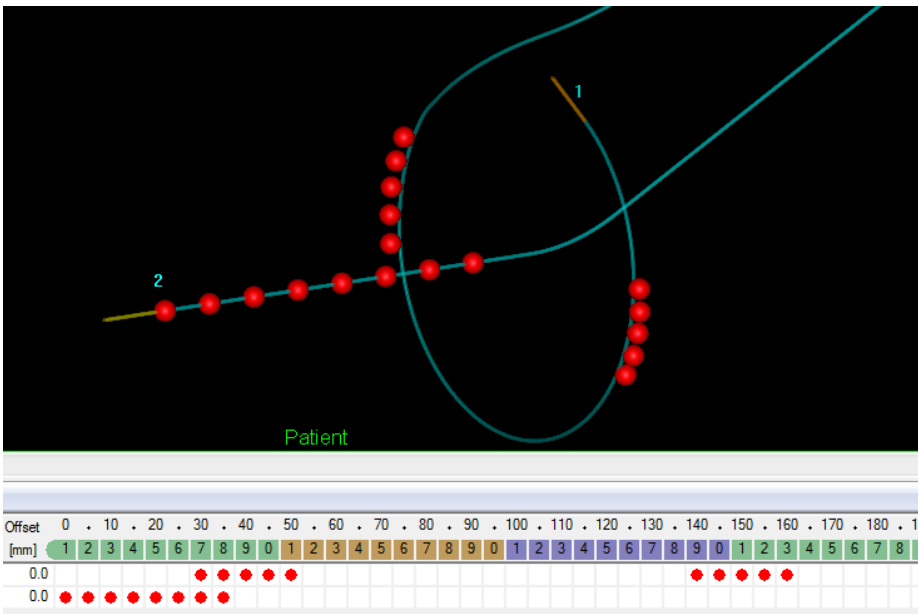 1
2
Patient
Offset 0 . 10 . 20 . 30 . 40 . 50 . 60 . 70 . 80 . 90 . 100 . 110 . 120 . 130 . 140 . 150 . 160 . 170 . 180 . 1
[mm] 1 2 3 4 5 6 7 8 9 0 1 2 3 4 5 6 7 8 9 0 1 2 3 4 5 6 7 8 9 0 1 2 3 4 5 6 7 8
0.0
0.0